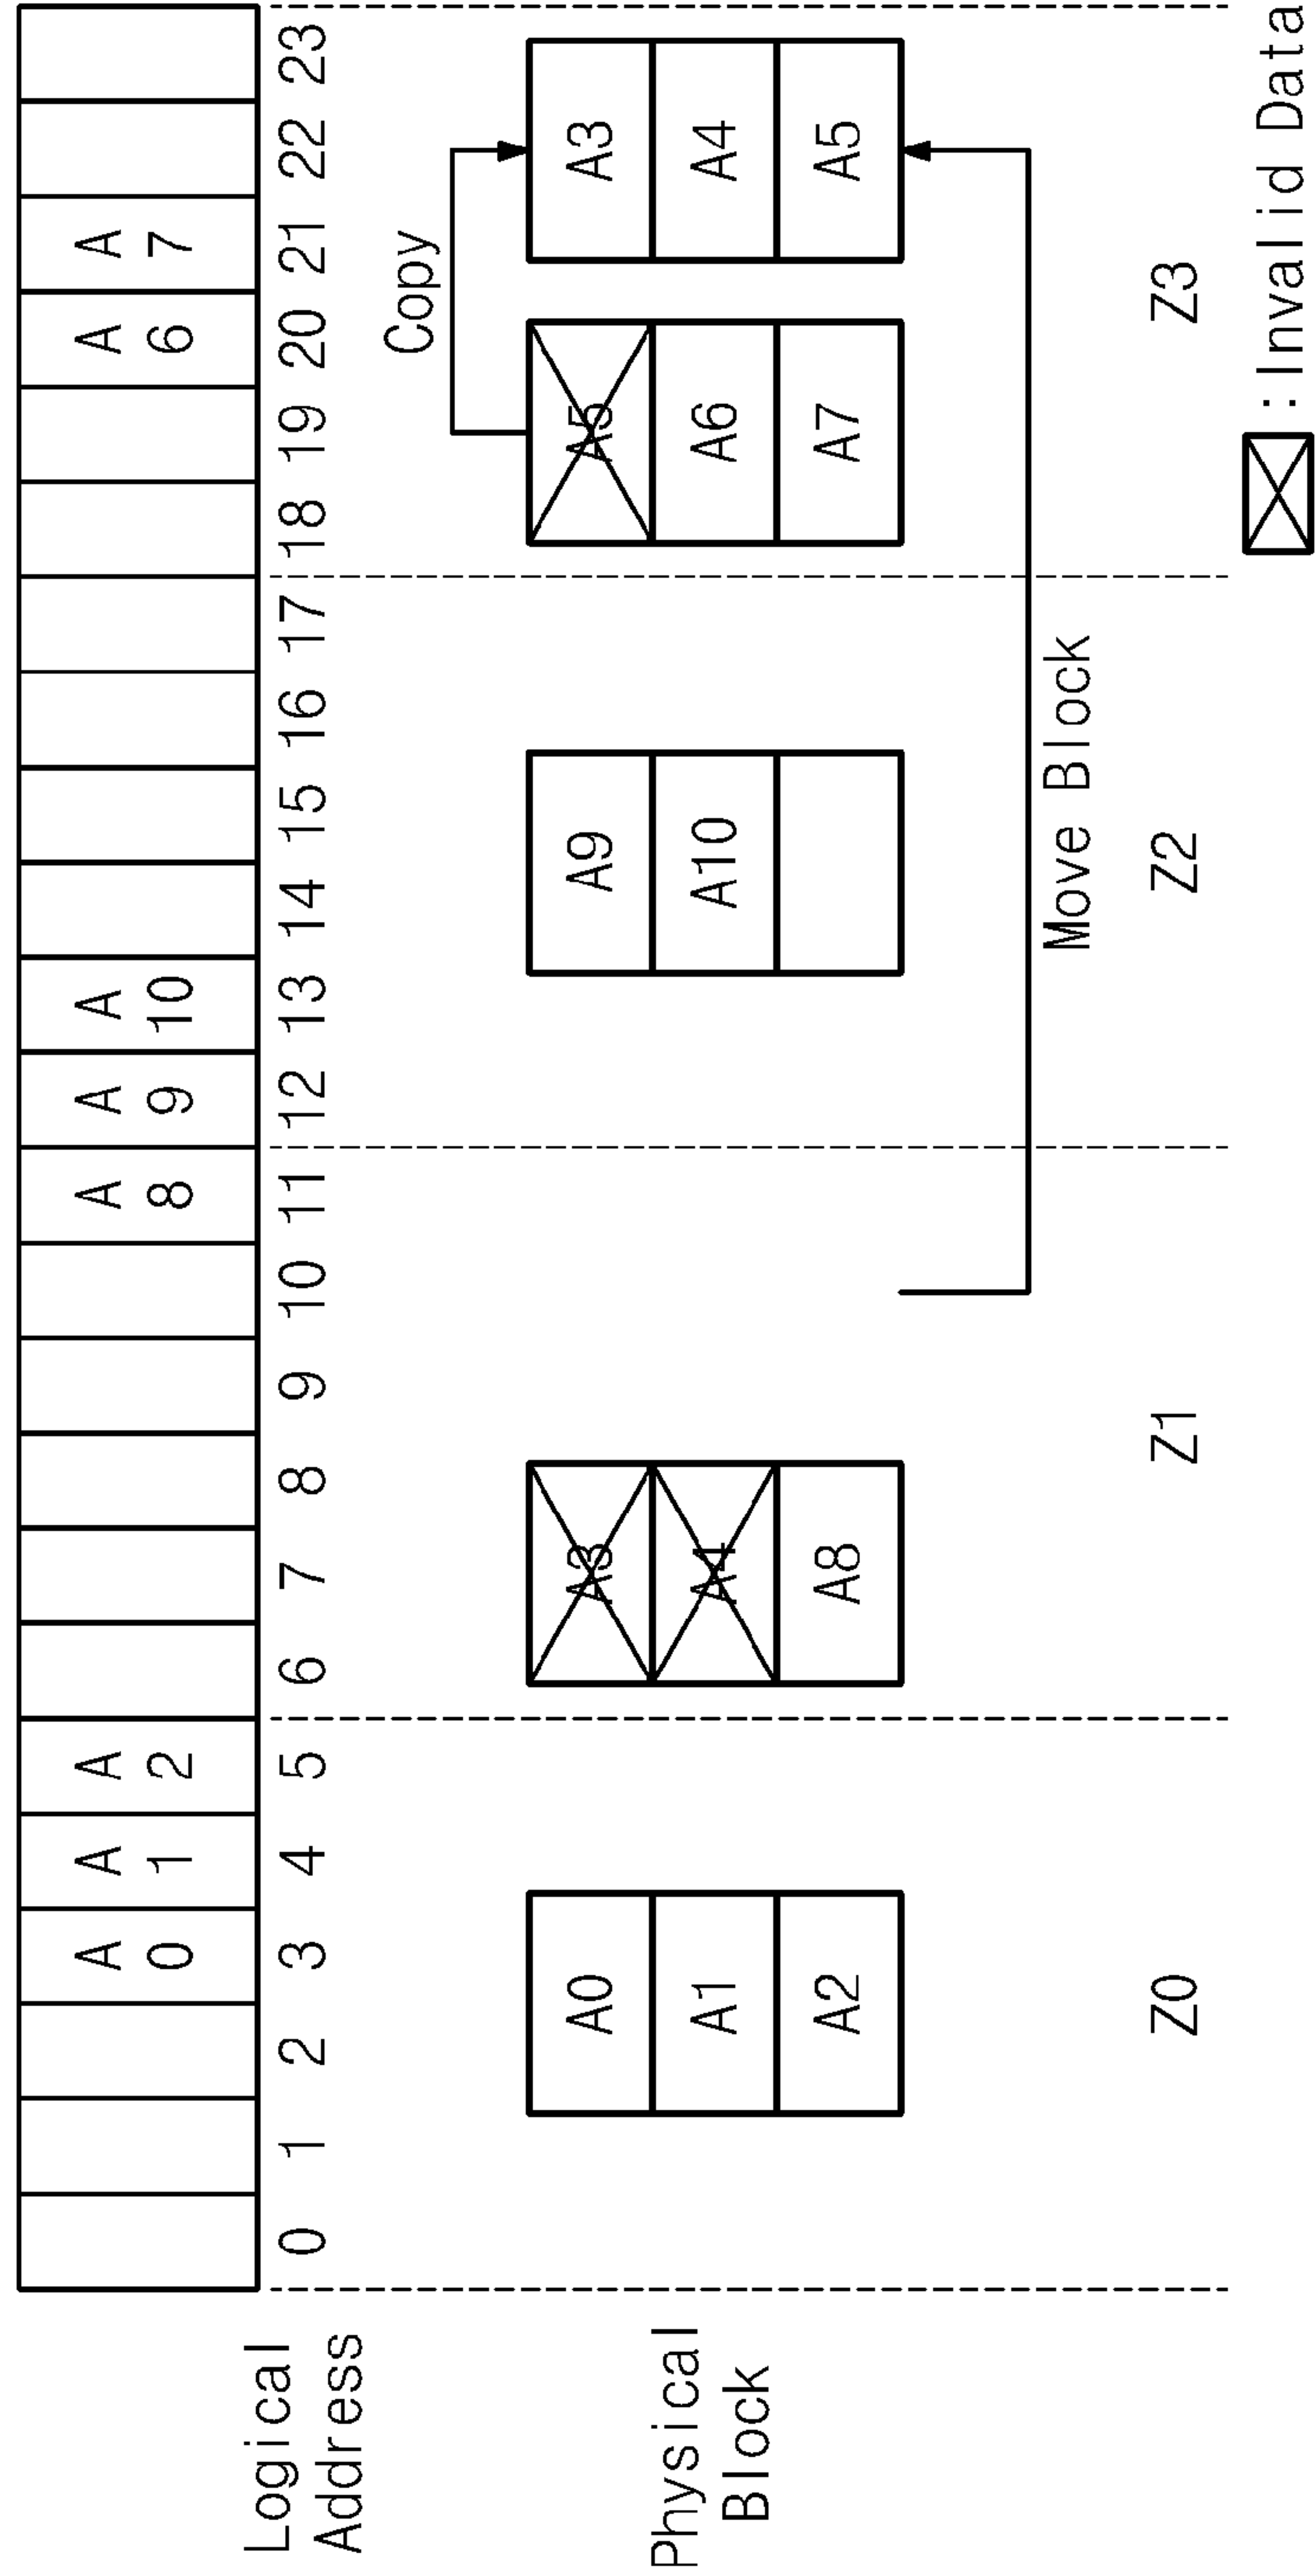 A 0
A 1
A 2
A 8
A 9
A 10
A 6
A 7
Logical
Address
0 1 2 3 4 5 6 7 8 9 10 11 12 13 14 15 16 17 18 19 20 21 22 23
Copy
Physical
Block
A0 A3 A9 A5 A3
A1 A4 A10 A6 A4
A2 A8 A7 A5
Move Block
Z0 Z1 Z2 Z3
: Invalid Data